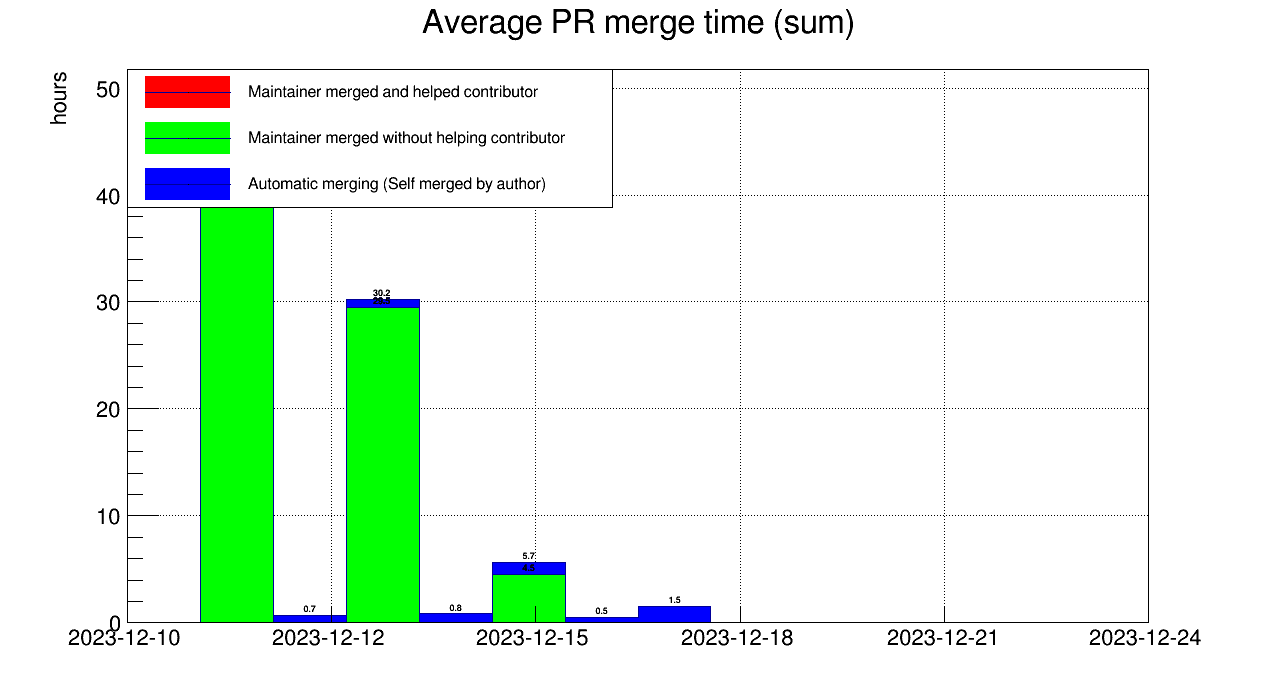 Average PR merge time (sum)
hours
50
40
30
20
10
0
Maintainer merged and helped contributor
Maintainer merged without helping contributor
Automatic merging (Self merged by author)
0.7
30.2
0.8
5.7
4.5
0.5
1.5
2023-12-10 2023-12-12 2023-12-15 2023-12-18 2023-12-21 2023-12-24